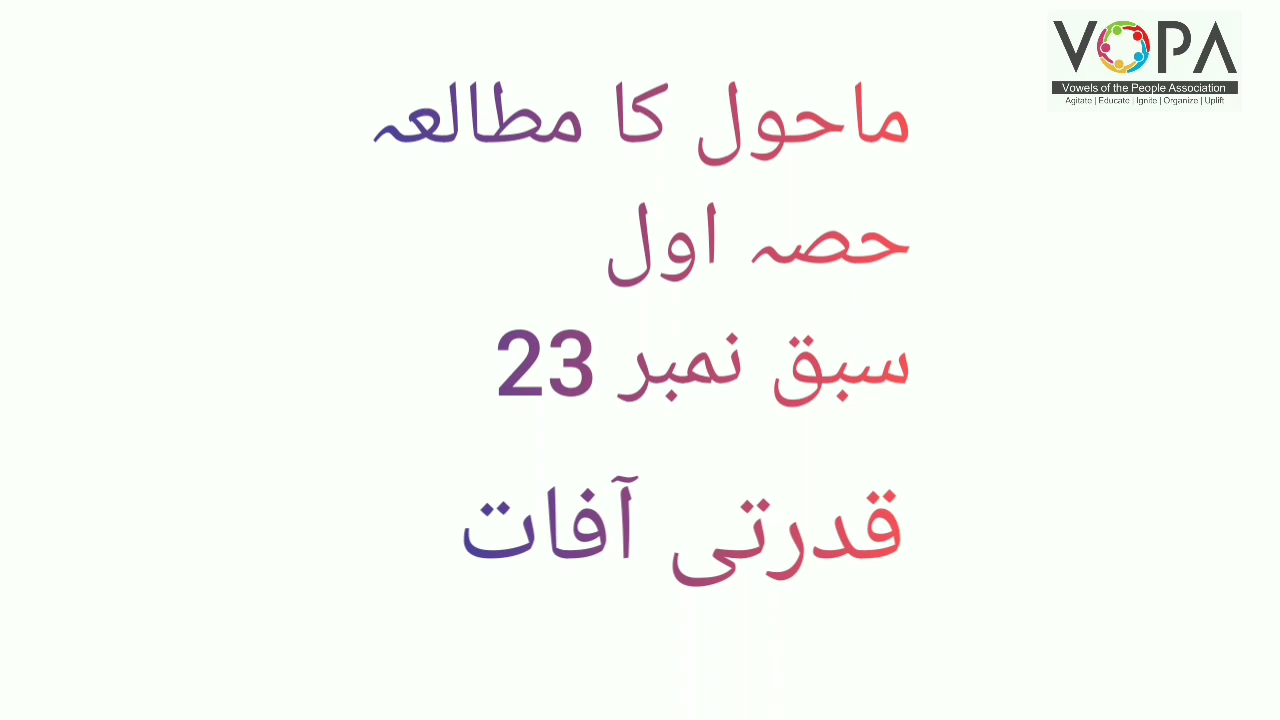 VOPA
Vowels of the People Association
Agitate | Educate | Ignite | Organize | Uplift
ماحول کا مطالعہ
حصہ اول
سبق نمبر 23
قدرتی آفات